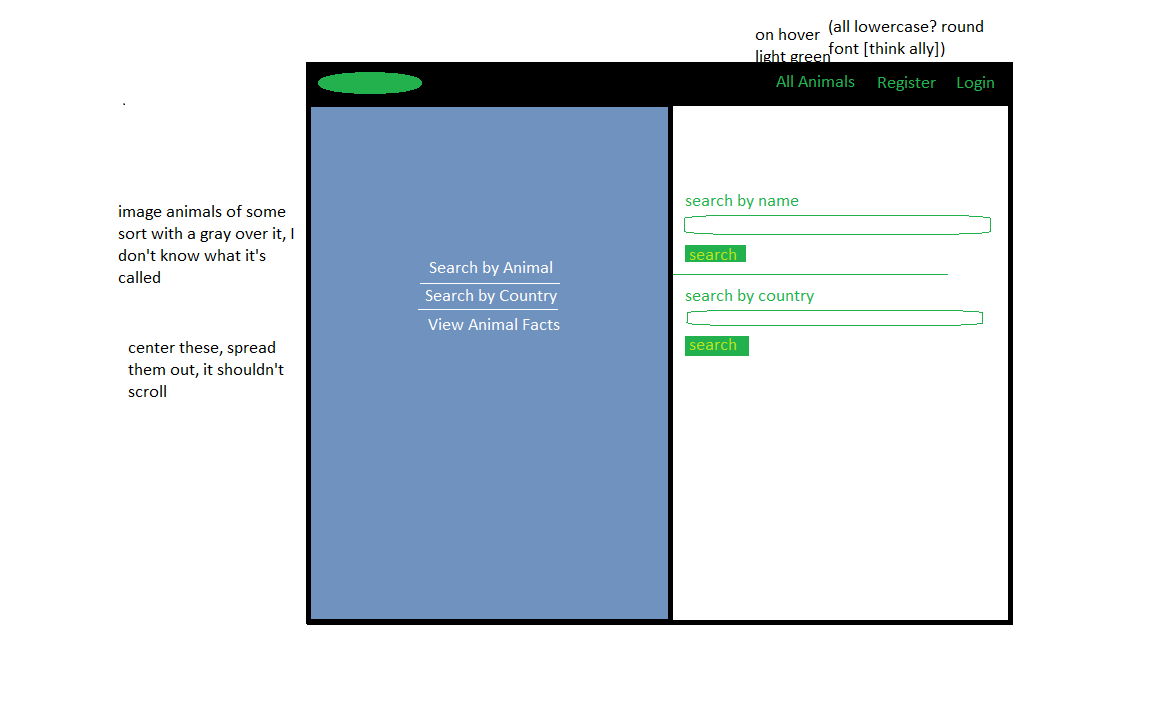 on hover
light green
(all lowercase? round
font [think ally])
All Animals Register Login
image animals of some
sort with a gray over it, I
don't know what it's
called
center these, spread
them out, it shouldn't
scroll
Search by Animal
Search by Country
View Animal Facts
search by name
search
search by country
search